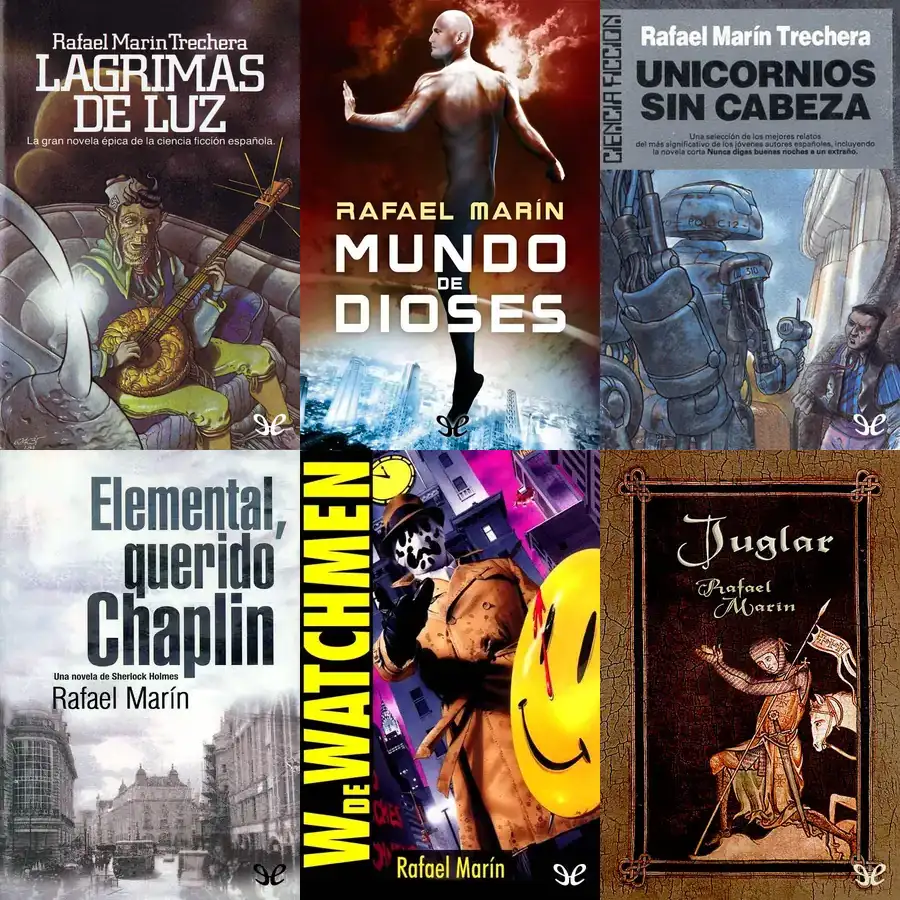 Rafael Marín Trechera
LAGRIMAS
DE LUZ
La gran novela épica de la ciencia ficción española.
RAFAEL MARÍN
MUNDO
DE
DIOSES
CIENCIA FICCION
Rafael Marín Trechera
UNICORNIOS
SIN CABEZA
Una selección de los mejores relatos
del más significativo de los jóvenes autores españoles, incluyendo
la novela corta Nunca digas buenas noches a un extraño.
310
Elemental,
querido
Chaplin
Una novela de Sherlock Holmes
Rafael Marín
W DE WATCHMEN
Rafael Marín
Juglar
Rafael
Marín